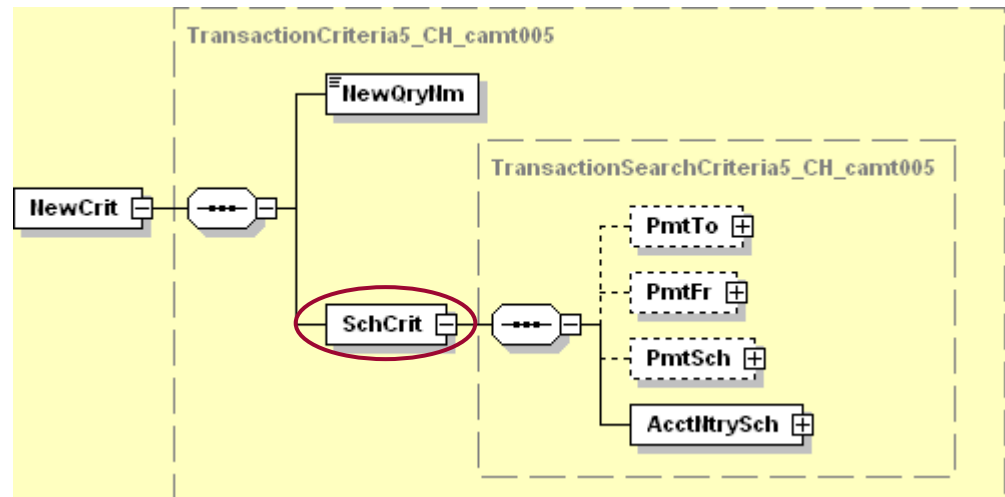 TransactionCriteria5_CH_camt005
NewQryNm
TransactionSearchCriteria5_CH_camt005
PmtTo
NewCrit
PmtFr
SchCrit
PmtSch
AcctNtrySch